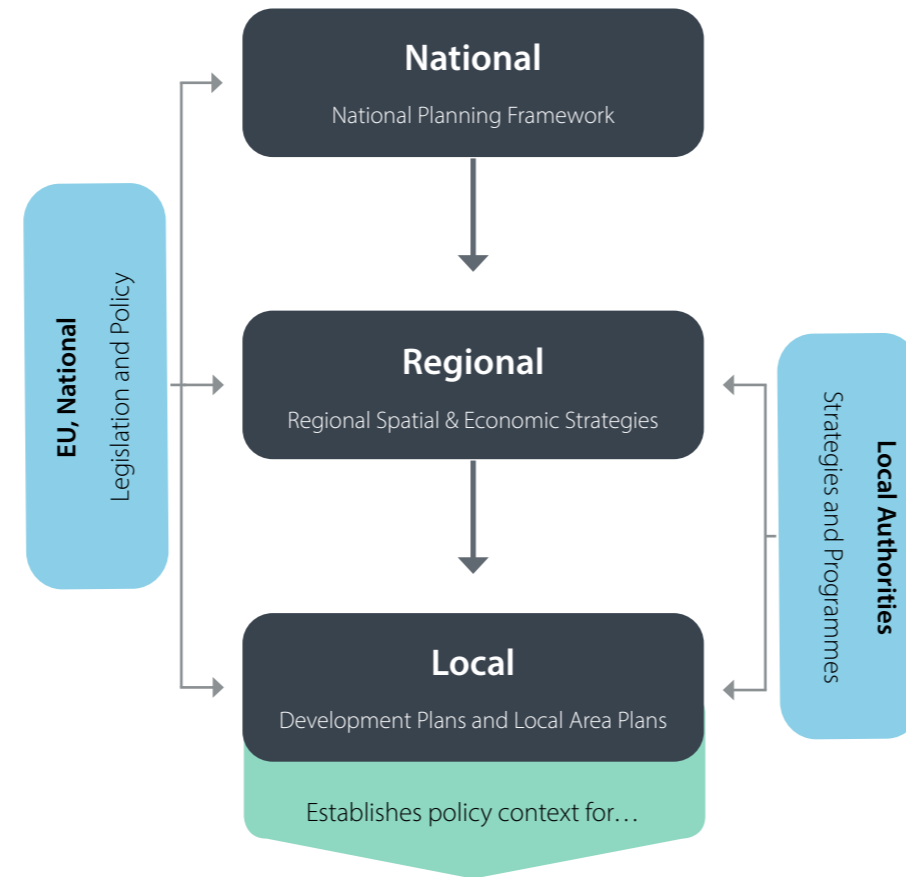 National
National Planning Framework
EU, National
Legislation and Policy
Regional
Regional Spatial & Economic Strategies
Local Authorities
Strategies and Programmes
Local
Development Plans and Local Area Plans
Establishes policy context for…